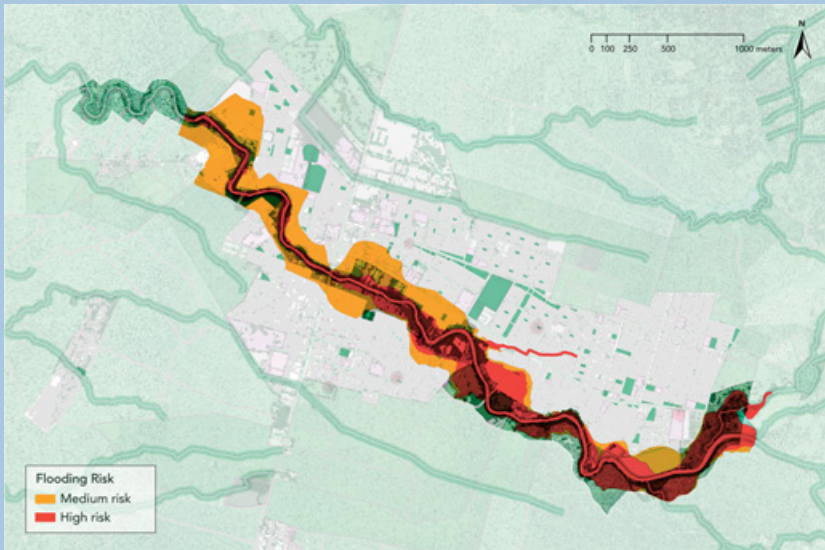 N
0 100 250 500 1000 meters
Flooding Risk
Medium risk
High risk